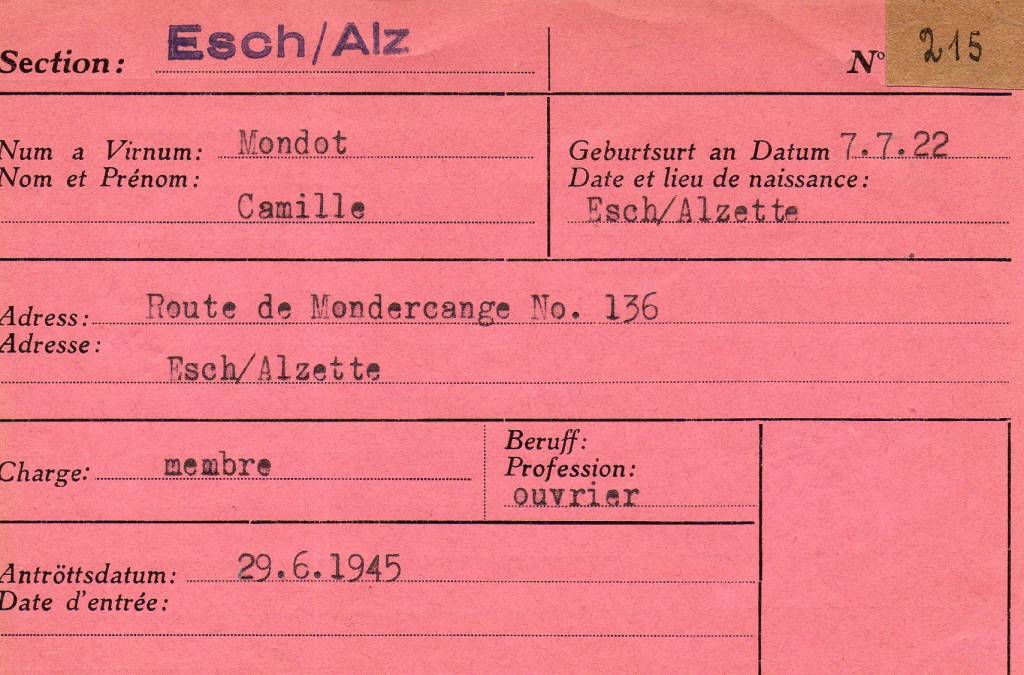 Section: Esch/Alz N° 215
Num a Virnum: Mondot
Nom et Prénom:
Camille
Geburtsurt an Datum 7.7.22
Date et lieu de naissance:
Esch/Alzette
Adress: Route de Mondercange No. 136
Adresse:
Esch/Alzette
Charge: membre
Beruff:
Profession:
ouvrier
Antröttsdatum: 29.6.1945
Date d'entrée: